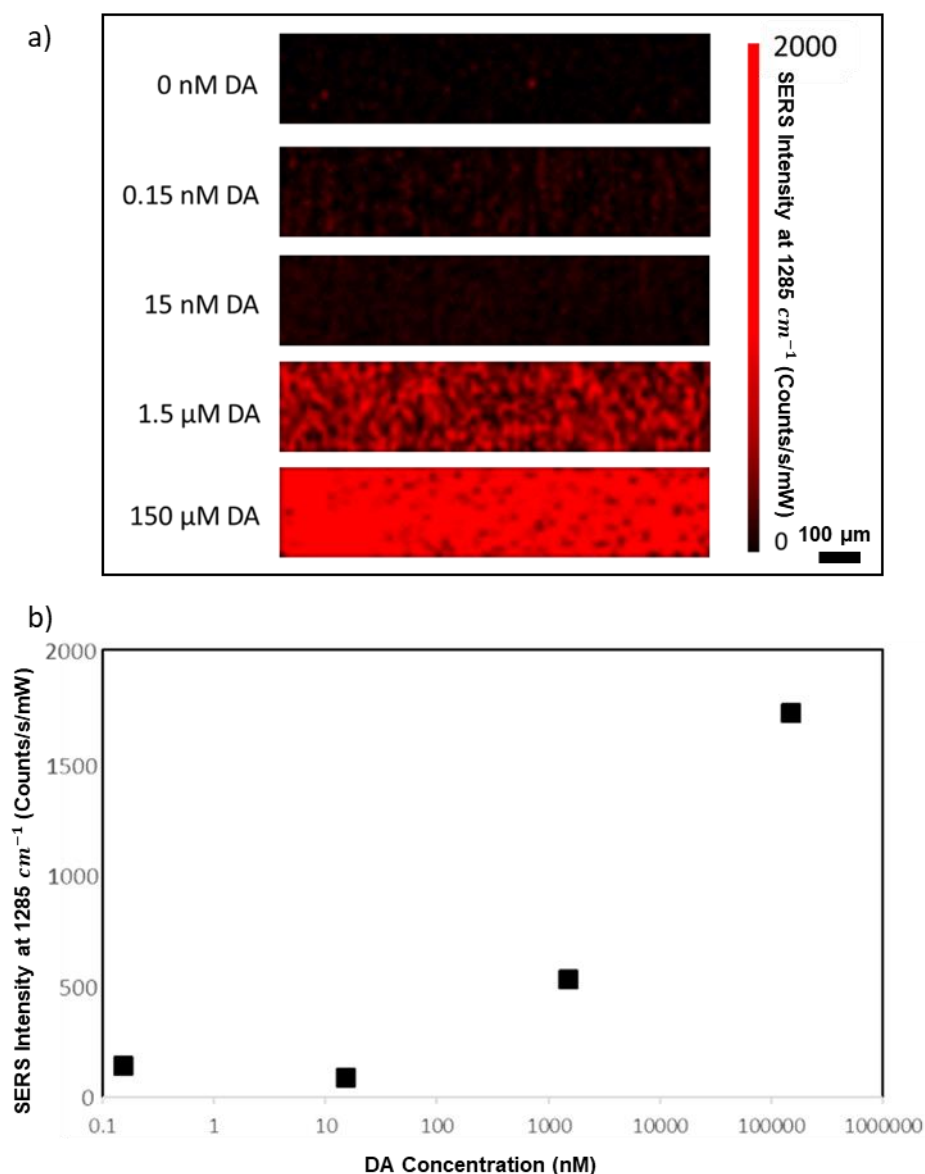 a)
0 nM DA
0.15 nM DA
15 nM DA
1.5 µM DA
150 µM DA
2000
SERS Intensity at 1285 cm⁻¹ (Counts/s/mW)
0
100 µm
b)
SERS Intensity at 1285 cm⁻¹ (Counts/s/mW)
2000
1500
1000
500
0
0.1 1 10 100 1000 10000 100000 1000000
DA Concentration (nM)